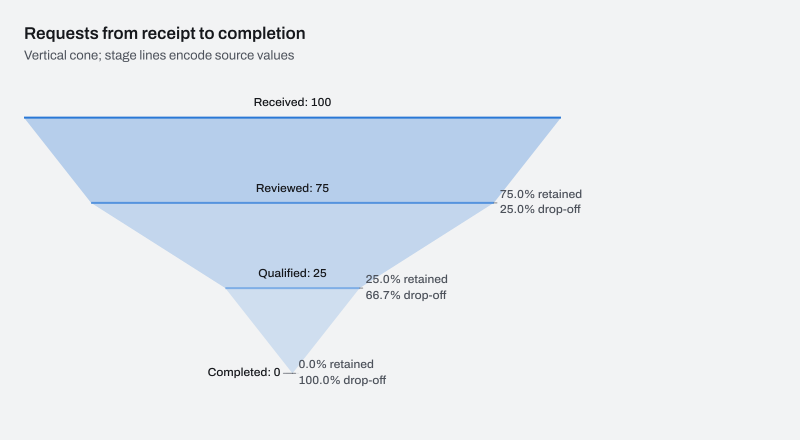 Requests from receipt to completion
Vertical cone; stage lines encode source values
Received: 100
Reviewed: 75
75.0% retained
25.0% drop-off
Qualified: 25
25.0% retained
66.7% drop-off
Completed: 0
0.0% retained
100.0% drop-off